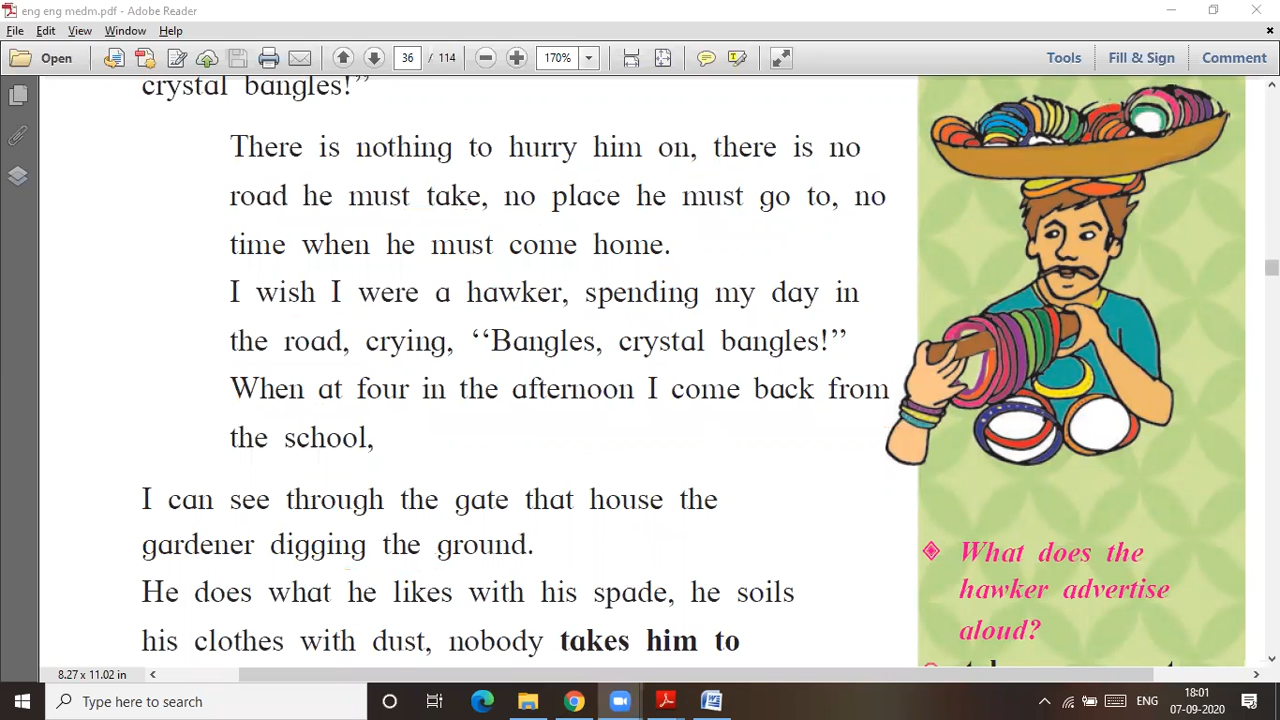 eng eng medm.pdf - Adobe Reader
File Edit View Window Help
Open 36 / 114 170% Tools Fill & Sign Comment
crystal bangles!’’
There is nothing to hurry him on, there is no
road he must take, no place he must go to, no
time when he must come home.
I wish I were a hawker, spending my day in
the road, crying, ‘‘Bangles, crystal bangles!’’
When at four in the afternoon I come back from
the school,
I can see through the gate that house the
gardener digging the ground.
He does what he likes with his spade, he soils
his clothes with dust, nobody takes him to
What does the
hawker advertise
aloud?
8.27 x 11.02 in
Type here to search
ENG
18:01
07-09-2020